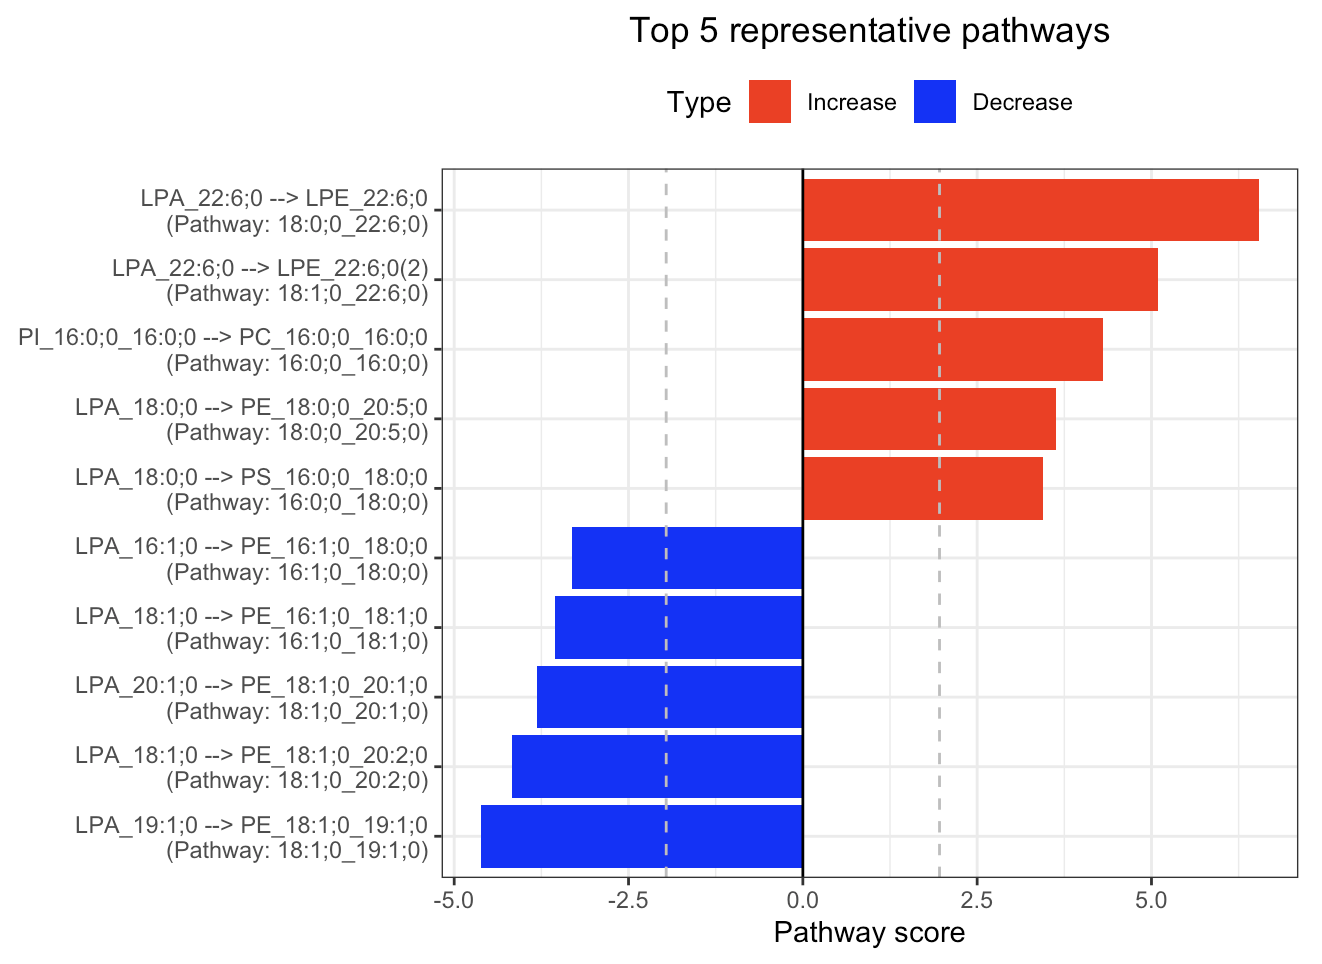 Top 5 representative pathways
Type Increase Decrease
LPA_22:6;0 --> LPE_22:6;0
(Pathway: 18:0;0_22:6;0)
LPA_22:6;0 --> LPE_22:6;0(2)
(Pathway: 18:1;0_22:6;0)
PI_16:0;0_16:0;0 --> PC_16:0;0_16:0;0
(Pathway: 16:0;0_16:0;0)
LPA_18:0;0 --> PE_18:0;0_20:5;0
(Pathway: 18:0;0_20:5;0)
LPA_18:0;0 --> PS_16:0;0_18:0;0
(Pathway: 16:0;0_18:0;0)
LPA_16:1;0 --> PE_16:1;0_18:0;0
(Pathway: 16:1;0_18:0;0)
LPA_18:1;0 --> PE_16:1;0_18:1;0
(Pathway: 16:1;0_18:1;0)
LPA_20:1;0 --> PE_18:1;0_20:1;0
(Pathway: 18:1;0_20:1;0)
LPA_18:1;0 --> PE_18:1;0_20:2;0
(Pathway: 18:1;0_20:2;0)
LPA_19:1;0 --> PE_18:1;0_19:1;0
(Pathway: 18:1;0_19:1;0)
-5.0 -2.5 0.0 2.5 5.0
Pathway score